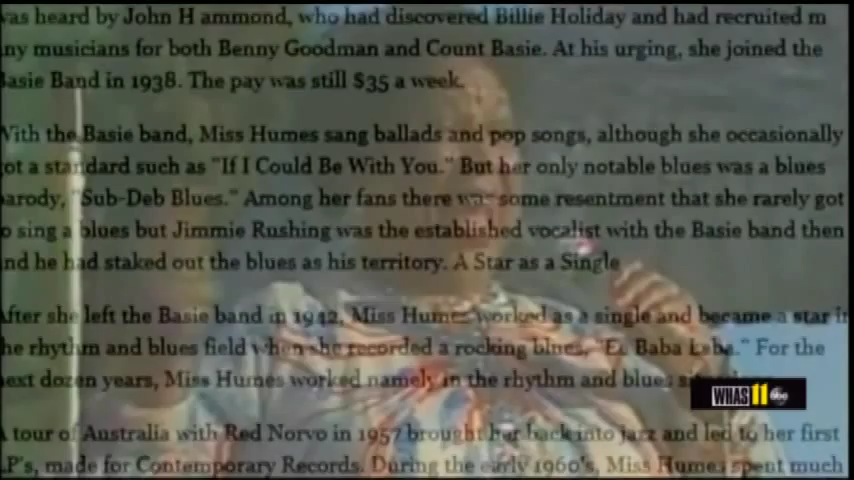 was heard by John H ammond, who had discovered Billie Holiday and had recruited m
ny musicians for both Benny Goodman and Count Basie. At his urging, she joined the
Basie Band in 1938. The pay was still $35 a week.
With the Basie band, Miss Humes sang ballads and pop songs, although she occasionally
got a standard such as "If I Could Be With You." But her only notable blues was a blues
parody, "Sub-Deb Blues." Among her fans there was some resentment that she rarely got
o sing a blues but Jimmie Rushing was the established vocalist with the Basie band then
and he had staked out the blues as his territory. A Star as a Single
After she left the Basie band in 1942, Miss Humes worked as a single and became a star in
he rhythm and blues field when she recorded a rocking blues, "E. Baba Leba." For the
next dozen years, Miss Humes worked namely in the rhythm and blues
WHAS 11 abc
A tour of Australia with Red Norvo in 1957 brought her back into jazz and led to her first
LP's, made for Contemporary Records. During the early 1960's, Miss Humes spent much